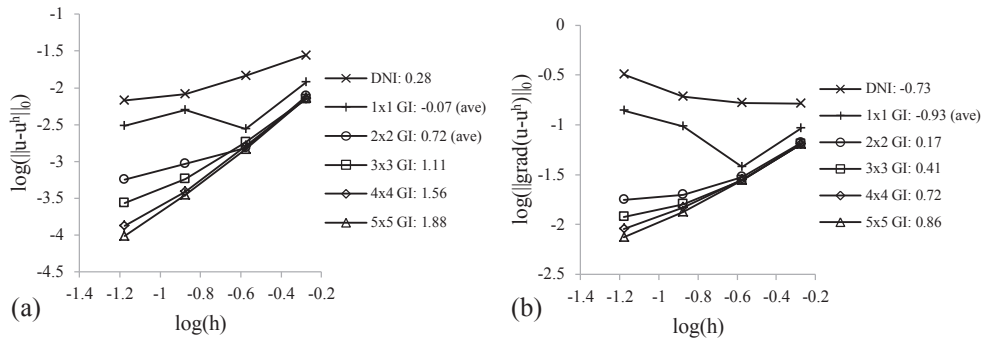 -1
-1.5
-2
-2.5
-3
-3.5
-4
-4.5
log(||u-uʰ||₀)
-1.4 -1.2 -1 -0.8 -0.6 -0.4 -0.2
log(h)
DNI: 0.28
1x1 GI: -0.07 (ave)
2x2 GI: 0.72 (ave)
3x3 GI: 1.11
4x4 GI: 1.56
5x5 GI: 1.88
(a)
0
-0.5
-1
-1.5
-2
-2.5
log(||grad(u-uʰ)||₀)
-1.4 -1.2 -1 -0.8 -0.6 -0.4 -0.2
log(h)
DNI: -0.73
1x1 GI: -0.93 (ave)
2x2 GI: 0.17
3x3 GI: 0.41
4x4 GI: 0.72
5x5 GI: 0.86
(b)